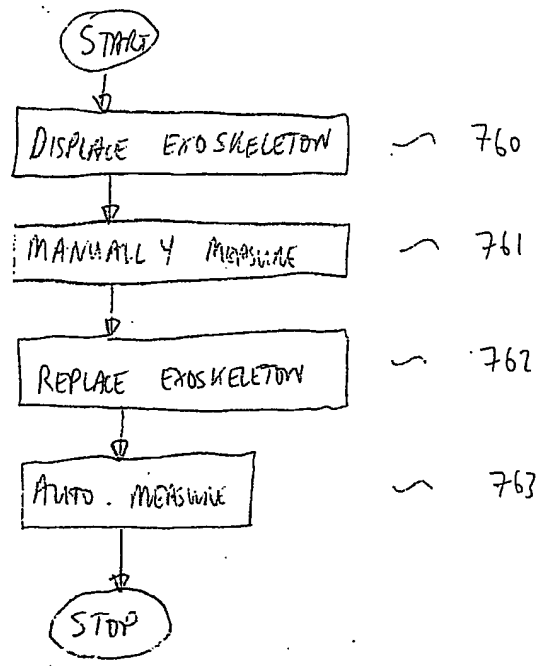 START
DISPLACE EXOSKELETON 760
MANUALLY MEASURE 761
REPLACE EXOSKELETON 762
AUTO. MEASURE 763
STOP